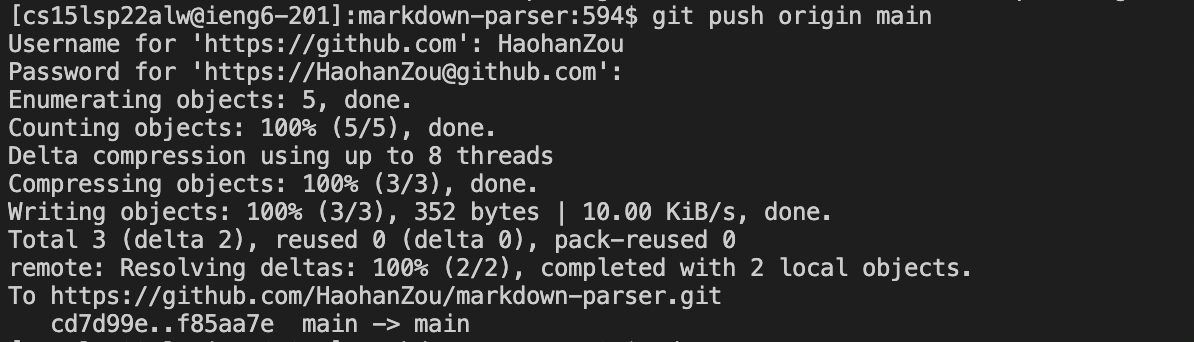 [cs15lsp22alw@ieng6-201]:markdown-parser:594$ git push origin main
Username for 'https://github.com': HaohanZou
Password for 'https://HaohanZou@github.com':
Enumerating objects: 5, done.
Counting objects: 100% (5/5), done.
Delta compression using up to 8 threads
Compressing objects: 100% (3/3), done.
Writing objects: 100% (3/3), 352 bytes | 10.00 KiB/s, done.
Total 3 (delta 2), reused 0 (delta 0), pack-reused 0
remote: Resolving deltas: 100% (2/2), completed with 2 local objects.
To https://github.com/HaohanZou/markdown-parser.git
   cd7d99e..f85aa7e  main -> main